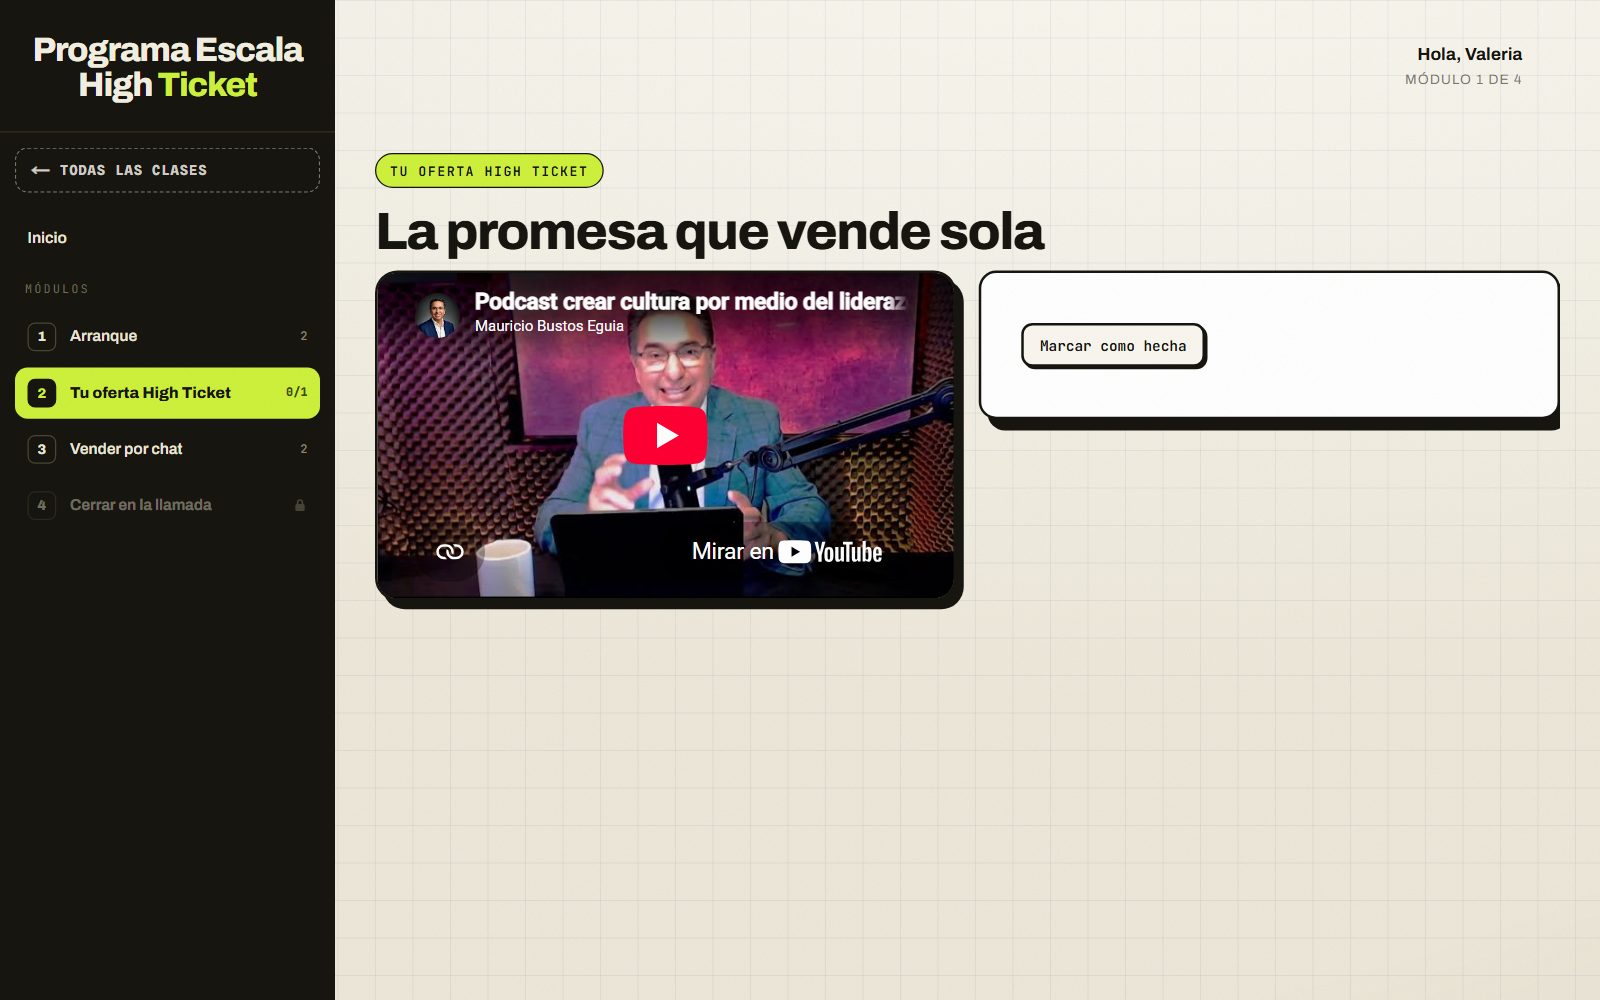 Programa Escala
High Ticket
← TODAS LAS CLASES
Inicio
MÓDULOS
1 Arranque 2
2 Tu oferta High Ticket 0/1
3 Vender por chat 2
4 Cerrar en la llamada
Hola, Valeria
MÓDULO 1 DE 4
TU OFERTA HIGH TICKET
La promesa que vende sola
Podcast crear cultura por medio del lideraz
Mauricio Bustos Eguia
Mirar en YouTube
Marcar como hecha